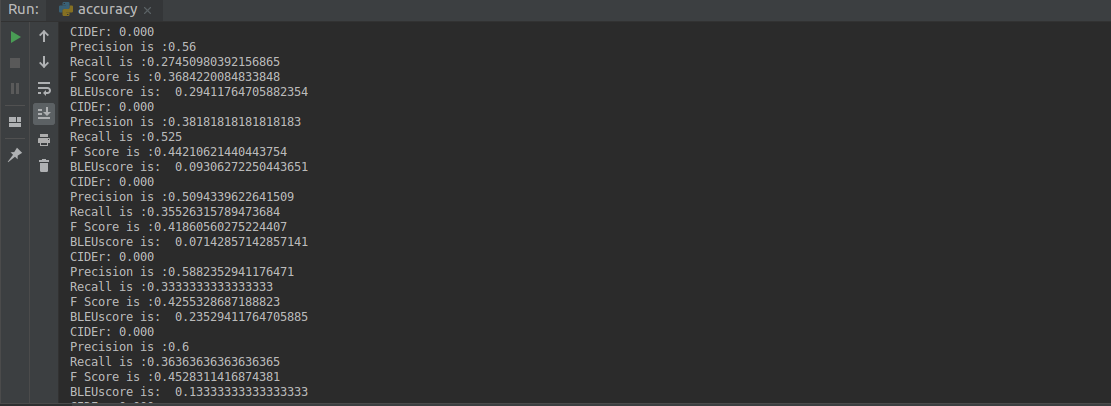 Run: accuracy
CIDEr: 0.000
Precision is :0.56
Recall is :0.27450980392156865
F Score is :0.3684220084833848
BLEUscore is:  0.29411764705882354
CIDEr: 0.000
Precision is :0.38181818181818183
Recall is :0.525
F Score is :0.44210621440443754
BLEUscore is:  0.09306272250443651
CIDEr: 0.000
Precision is :0.5094339622641509
Recall is :0.35526315789473684
F Score is :0.41860560275224407
BLEUscore is:  0.07142857142857141
CIDEr: 0.000
Precision is :0.5882352941176471
Recall is :0.3333333333333333
F Score is :0.4255328687188823
BLEUscore is:  0.23529411764705885
CIDEr: 0.000
Precision is :0.6
Recall is :0.36363636363636365
F Score is :0.4528311416874381
BLEUscore is:  0.13333333333333333